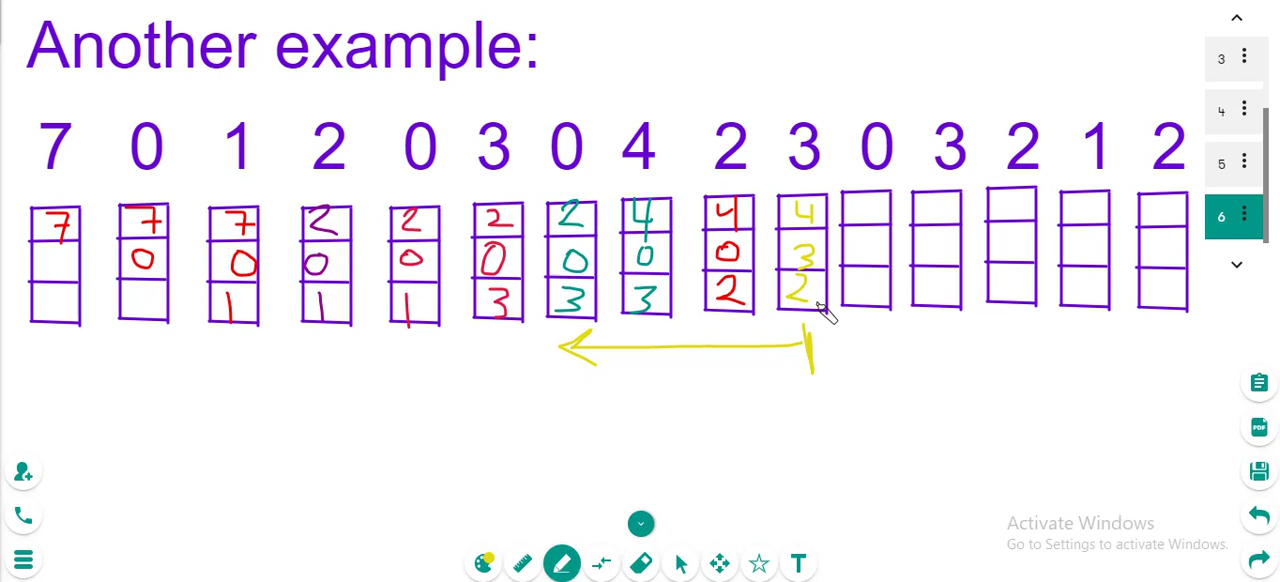 Another example:
3
4
5
6
7 0 1 2 0 3 0 4 2 3 0 3 2 1 2
7 7 7 2 2 2 2 4 4 4
0 0 0 0 0 0 0 0 3
1 1 1 3 3 3 2 2
PDF
Activate Windows
Go to Settings to activate Windows.
T